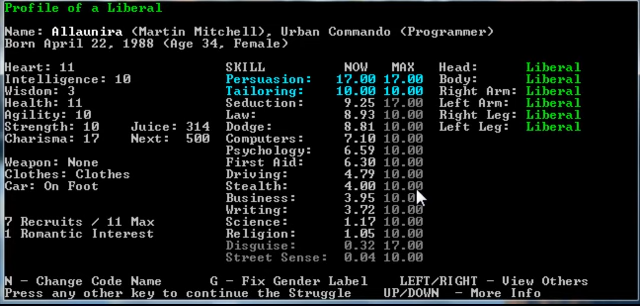 Profile of a Liberal
Name: Allaunira (Martin Mitchell), Urban Commando (Programmer)
Born April 22, 1988 (Age 34, Female)
Heart: 11 SKILL NOW MAX Head: Liberal
Intelligence: 10 Persuasion: 17.00 17.00 Body: Liberal
Wisdom: 3 Tailoring: 10.00 10.00 Right Arm: Liberal
Health: 11 Seduction: 9.25 17.00 Left Arm: Liberal
Agility: 10 Law: 8.93 10.00 Right Leg: Liberal
Strength: 10 Juice: 314 Dodge: 8.81 10.00 Left Leg: Liberal
Charisma: 17 Next: 500 Computers: 7.10 10.00
Psychology: 6.59 10.00
Weapon: None First Aid: 6.30 10.00
Clothes: Clothes Driving: 4.79 10.00
Car: On Foot Stealth: 4.00 10.00
Business: 3.95 10.00
Writing: 3.72 10.00
7 Recruits / 11 Max Science: 1.17 10.00
1 Romantic Interest Religion: 1.05 10.00
Disguise: 0.32 17.00
Street Sense: 0.04 10.00
N - Change Code Name G - Fix Gender Label LEFT/RIGHT - View Others
Press any other key to continue the Struggle UP/DOWN - More Info